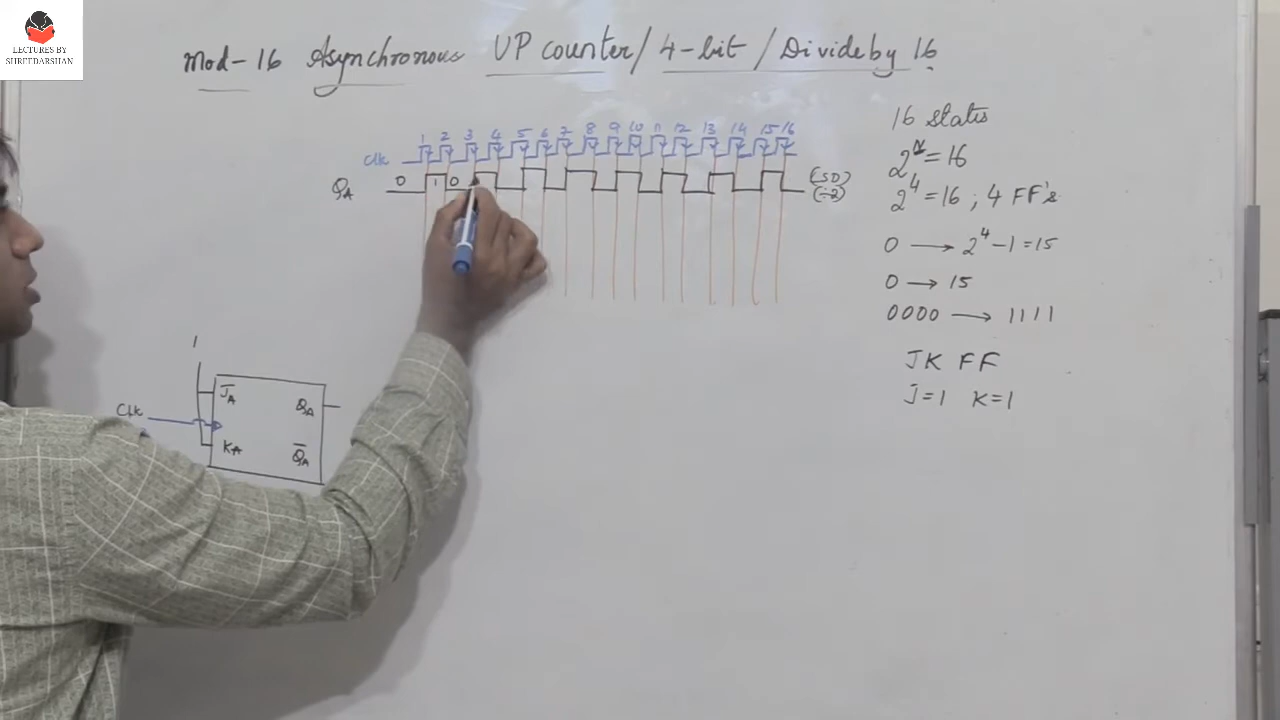 LECTURES BY
SHREEDARSHAN
Mod-16 Asynchronous UP counter/ 4-bit / Divide by 16
1 2 3 4 5 6 7 8 9 10 11 12 13 14 15 16
Clk
QA 0 1 0 (50) (÷2)
16 States
2^n = 16
2^4 = 16 ; 4 FF's
0 → 2^4 - 1 = 15
0 → 15
0000 → 1111
JK FF
J=1 K=1
1
JA QA
Clk
KA Q̅A